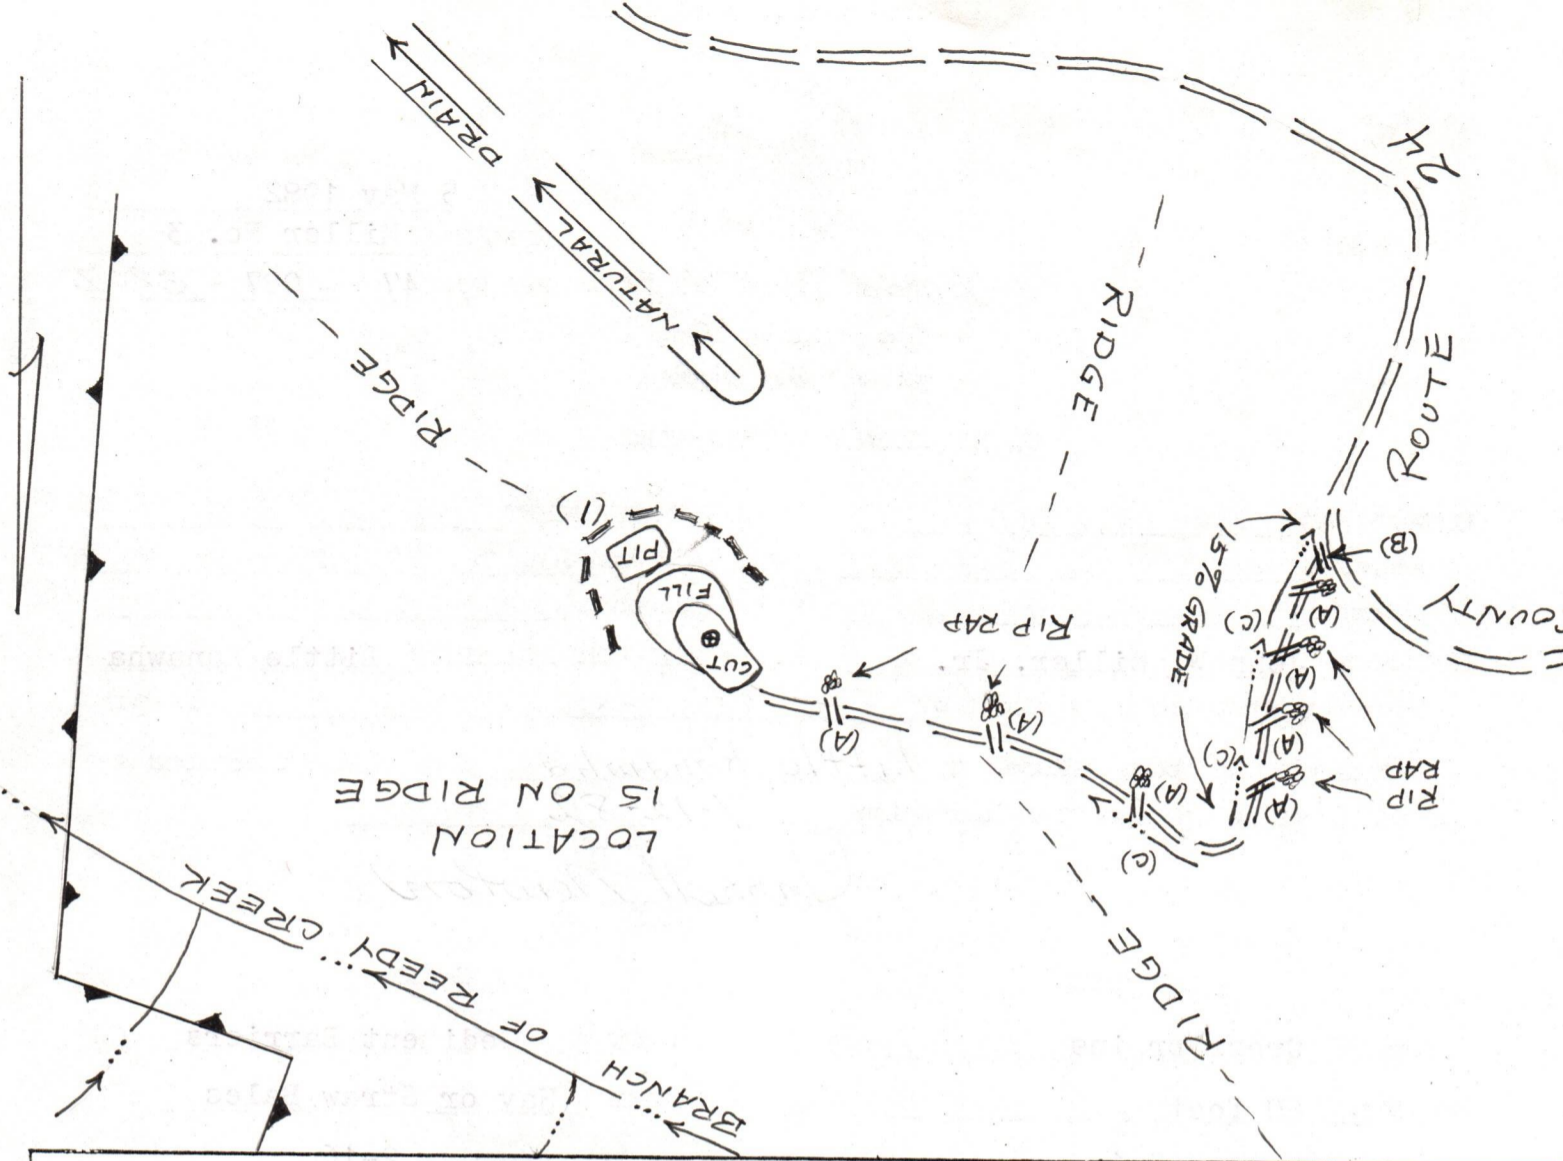 BRANCH
OF REEDY CREEK
RIDGE
LOCATION
IS ON RIDGE
(C)
RIP
RAP
(A)
(A)
(C)
(A)
(A)
(A)
(A)
(A)
(C)
(A)
5% GRADE
CUT
FILL
PIT
(1)
RIP RAP
(B)
COUNTY
ROUTE
24
RIDGE
RIDGE
NATURAL
DRAIN